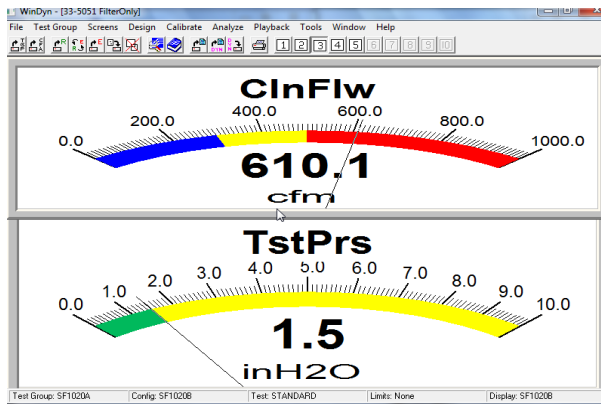 WinDyn - [33-5051 FilterOnly]
File Test Group Screens Design Calibrate Analyze Playback Tools Window Help
1 2 3 4 5 6 7 8 9 10
ClnFlw
0.0 200.0 400.0 600.0 800.0 1000.0
610.1
cfm
TstPrs
0.0 1.0 2.0 3.0 4.0 5.0 6.0 7.0 8.0 9.0 10.0
1.5
inH2O
Test Group: SF1020A Config: SF1020B Test: STANDARD Limits: None Display: SF1020B